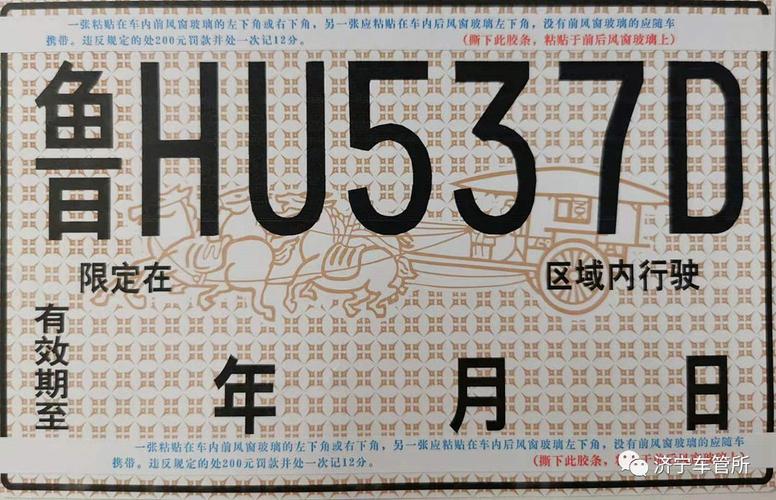 一张粘贴在车内前风窗玻璃的左下角或右下角，另一张应粘贴在车内后风窗玻璃左下角，没有前风窗玻璃的应随车
携带。违反规定的处200元罚款并处一次记12分。 (撕下此胶条，粘贴于前后风窗玻璃上)
鲁HU537D
限定在 区域内行驶
有效期至
年 月 日
一张粘贴在车内前风窗玻璃的左下角或右下角，另一张应粘贴在车内后风窗玻璃左下角，没有前风窗玻璃的应随车
携带。违反规定的处200元罚款并处一次记12分。 (撕下此胶条，
济宁车管所